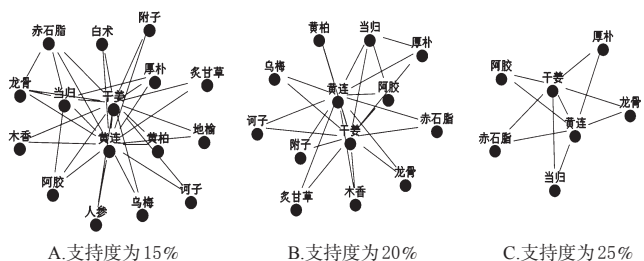 附子
赤石脂 白术
厚朴
炙甘草
龙骨 当归 干姜
木香 黄连 黄柏 地榆
阿胶 诃子
人参 乌梅
黄柏 当归
厚朴
乌梅 黄连 阿胶
诃子 赤石脂
附子 干姜
龙骨
炙甘草 木香
厚朴
阿胶 干姜
龙骨
赤石脂 黄连
当归
A.支持度为15% B.支持度为20% C.支持度为25%